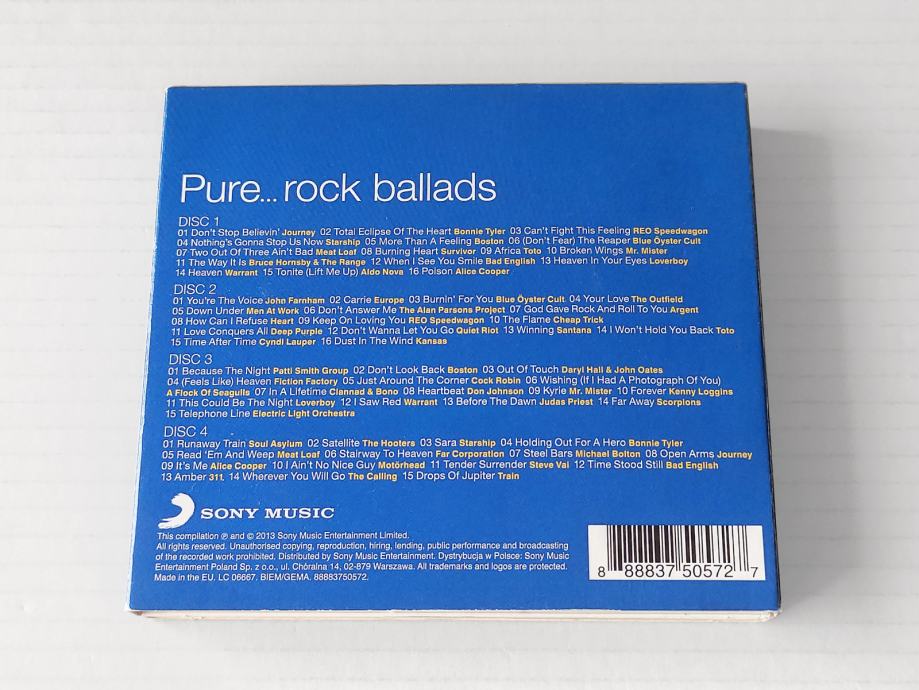 Pure... rock ballads
DISC 1
01 Don't Stop Believin' Journey 02 Total Eclipse Of The Heart Bonnie Tyler 03 Can't Fight This Feeling REO Speedwagon
04 Nothing's Gonna Stop Us Now Starship 05 More Than A Feeling Boston 06 (Don't Fear) The Reaper Blue Öyster Cult
07 Two Out Of Three Ain't Bad Meat Loaf 08 Burning Heart Survivor 09 Africa Toto 10 Broken Wings Mr. Mister
11 The Way It Is Bruce Hornsby & The Range 12 When I See You Smile Bad English 13 Heaven In Your Eyes Loverboy
14 Heaven Warrant 15 Tonite (Lift Me Up) Aldo Nova 16 Poison Alice Cooper
DISC 2
01 You're The Voice John Farnham 02 Carrie Europe 03 Burnin' For You Blue Öyster Cult 04 Your Love The Outfield
05 Down Under Men At Work 06 Don't Answer Me The Alan Parsons Project 07 God Gave Rock And Roll To You Argent
08 How Can I Refuse Heart 09 Keep On Loving You REO Speedwagon 10 The Flame Cheap Trick
11 Love Conquers All Deep Purple 12 Don't Wanna Let You Go Quiet Riot 13 Winning Santana 14 I Won't Hold You Back Toto
15 Time After Time Cyndi Lauper 16 Dust In The Wind Kansas
DISC 3
01 Because The Night Patti Smith Group 02 Don't Look Back Boston 03 Out Of Touch Daryl Hall & John Oates
04 (Feels Like) Heaven Fiction Factory 05 Just Around The Corner Cock Robin 06 Wishing (If I Had A Photograph Of You)
A Flock Of Seagulls 07 In A Lifetime Clannad & Bono 08 Heartbeat Don Johnson 09 Kyrie Mr. Mister 10 Forever Kenny Loggins
11 This Could Be The Night Loverboy 12 I Saw Red Warrant 13 Before The Dawn Judas Priest 14 Far Away Scorpions
15 Telephone Line Electric Light Orchestra
DISC 4
01 Runaway Train Soul Asylum 02 Satellite The Hooters 03 Sara Starship 04 Holding Out For A Hero Bonnie Tyler
05 Read 'Em And Weep Meat Loaf 06 Stairway To Heaven Far Corporation 07 Steel Bars Michael Bolton 08 Open Arms Journey
09 It's Me Alice Cooper 10 I Ain't No Nice Guy Motörhead 11 Tender Surrender Steve Vai 12 Time Stood Still Bad English
13 Amber 311. 14 Wherever You Will Go The Calling 15 Drops Of Jupiter Train
SONY MUSIC
This compilation ℗ and © 2013 Sony Music Entertainment Limited.
All rights reserved. Unauthorised copying, reproduction, hiring, lending, public performance and broadcasting
of the recorded work prohibited. Distributed by Sony Music Entertainment. Dystrybucja w Polsce: Sony Music
Entertainment Poland Sp. z o.o., ul. Chóralna 14, 02-879 Warszawa. All trademarks and logos are protected.
Made in the EU. LC 06667. BIEM/GEMA. 88883750572.
8 88837 50572 7